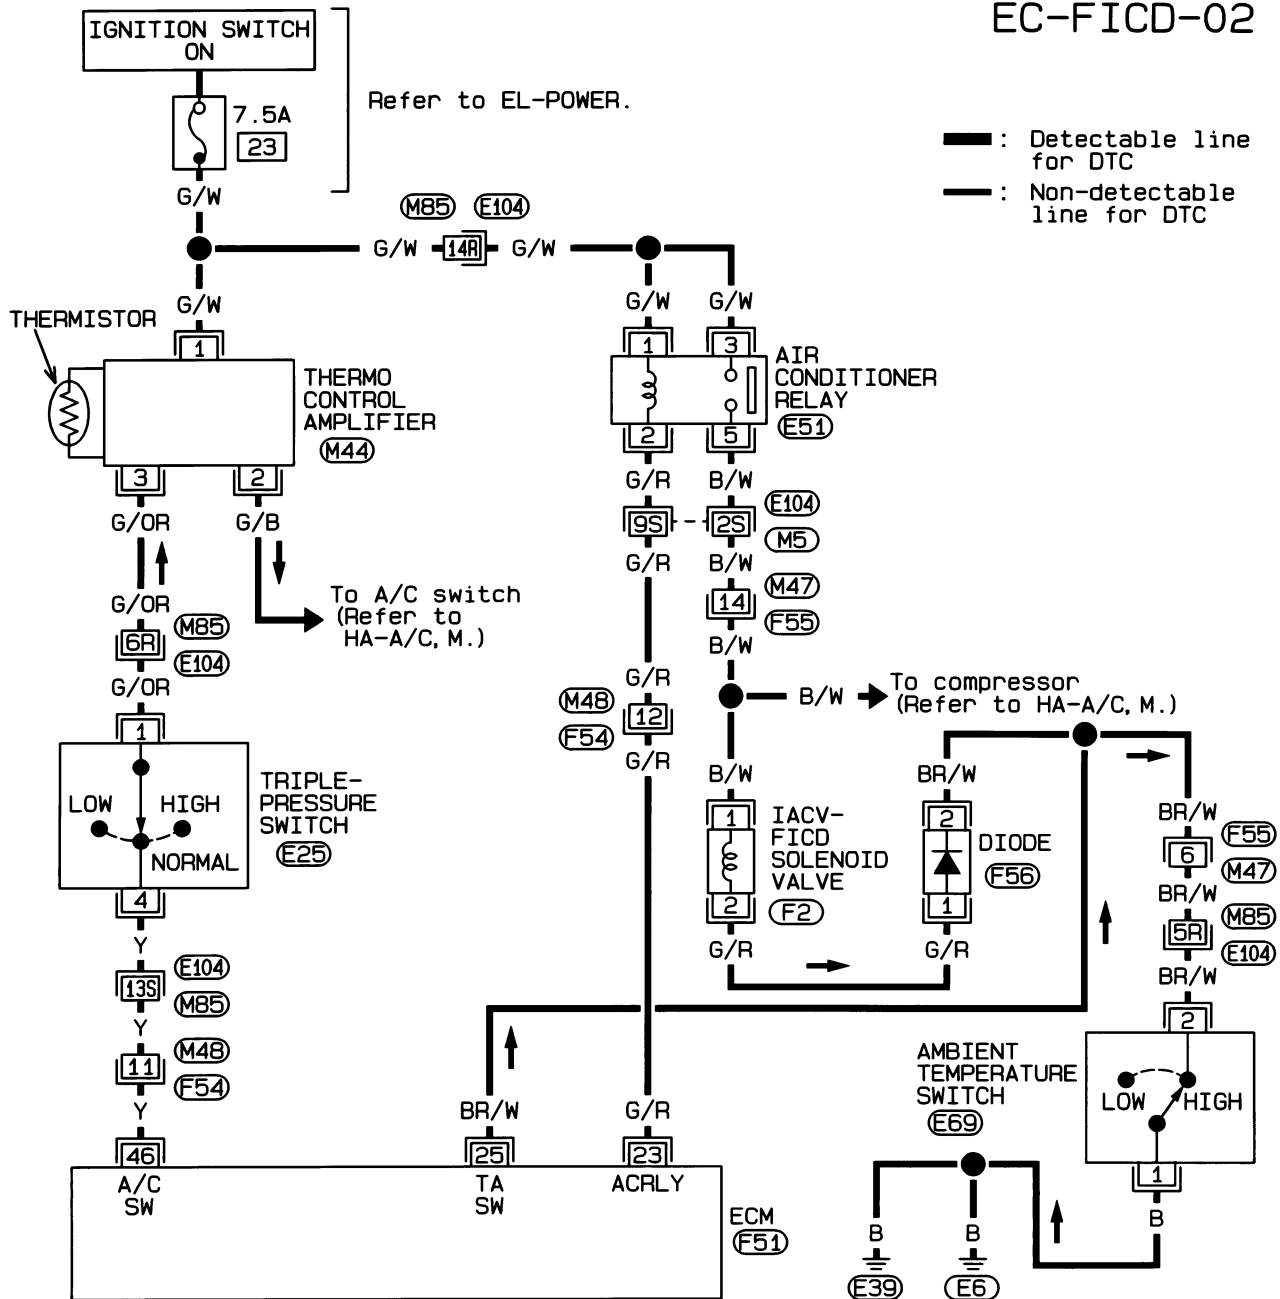 EC-FICD-02
IGNITION SWITCH
ON
7.5A
23
Refer to EL-POWER.
: Detectable line
for DTC
: Non-detectable
line for DTC
G/W
M85 E104
G/W 14R G/W
G/W
G/W G/W
THERMISTOR
1
1 3
THERMO
CONTROL
AMPLIFIER
M44
AIR
CONDITIONER
RELAY
E51
3 2
2 5
G/OR G/B
G/R B/W
9S 2S
E104
M5
G/R B/W
To A/C switch
(Refer to
HA-A/C, M.)
14
M47
F55
B/W
G/OR
6R
M85
E104
G/OR
G/R
M48
12
F54
G/R
B/W
To compressor
(Refer to HA-A/C, M.)
1
LOW HIGH
NORMAL
TRIPLE-
PRESSURE
SWITCH
E25
4
B/W
1
IACV-
FICD
SOLENOID
VALVE
F2
2
G/R
BR/W
2
DIODE
F56
1
G/R
BR/W
6
F55
M47
BR/W
5R
M85
E104
BR/W
2
Y
13S
E104
M85
Y
11
M48
F54
Y
AMBIENT
TEMPERATURE
SWITCH
E69
LOW HIGH
1
B
BR/W G/R
46 25 23
A/C
SW
TA
SW
ACRLY
ECM
F51
B B
E39 E6